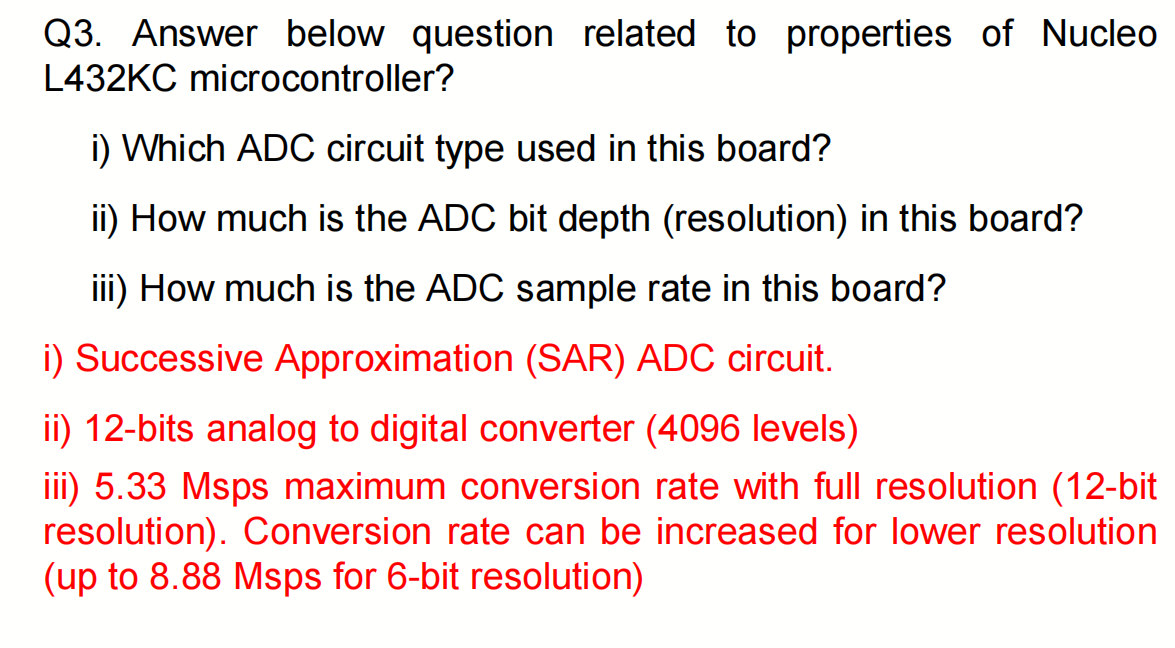 Q3. Answer below question related to properties of Nucleo
L432KC microcontroller?
i) Which ADC circuit type used in this board?
ii) How much is the ADC bit depth (resolution) in this board?
iii) How much is the ADC sample rate in this board?
i) Successive Approximation (SAR) ADC circuit.
ii) 12-bits analog to digital converter (4096 levels)
iii) 5.33 Msps maximum conversion rate with full resolution (12-bit
resolution). Conversion rate can be increased for lower resolution
(up to 8.88 Msps for 6-bit resolution)